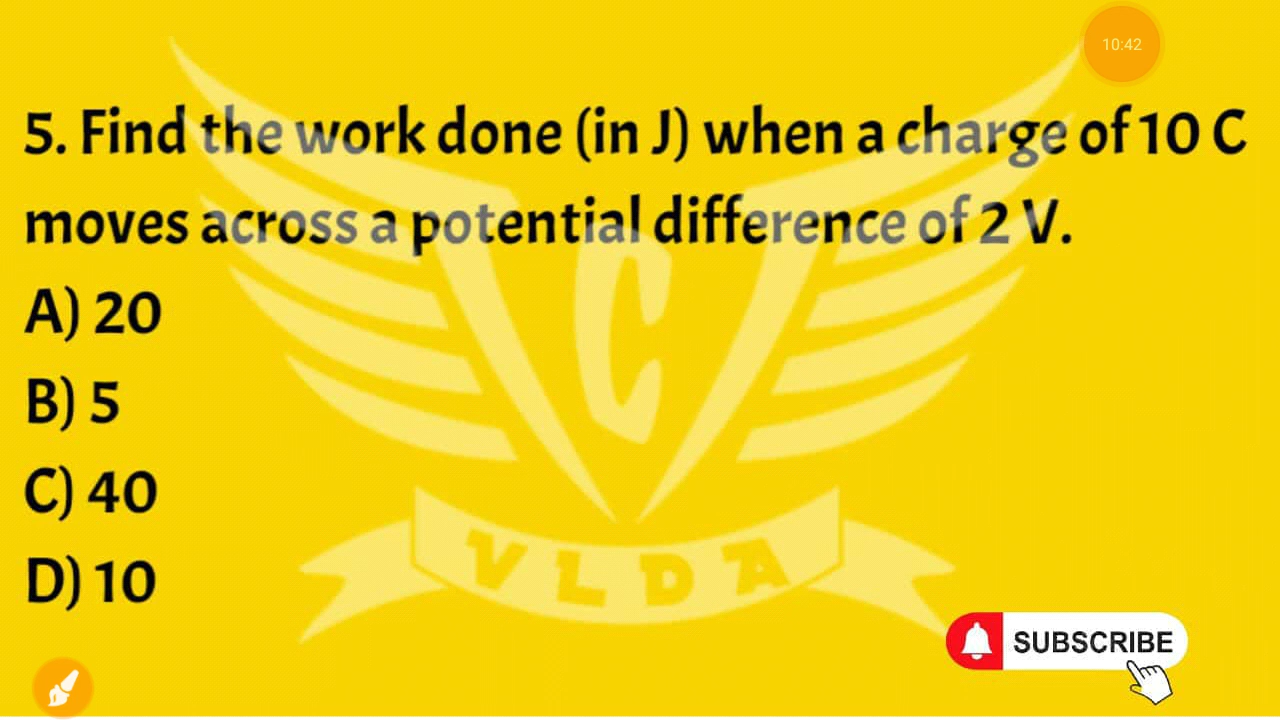 10:42
5. Find the work done (in J) when a charge of 10 C
moves across a potential difference of 2 V.
A) 20
B) 5
C) 40
D) 10
VC
VLDA
SUBSCRIBE